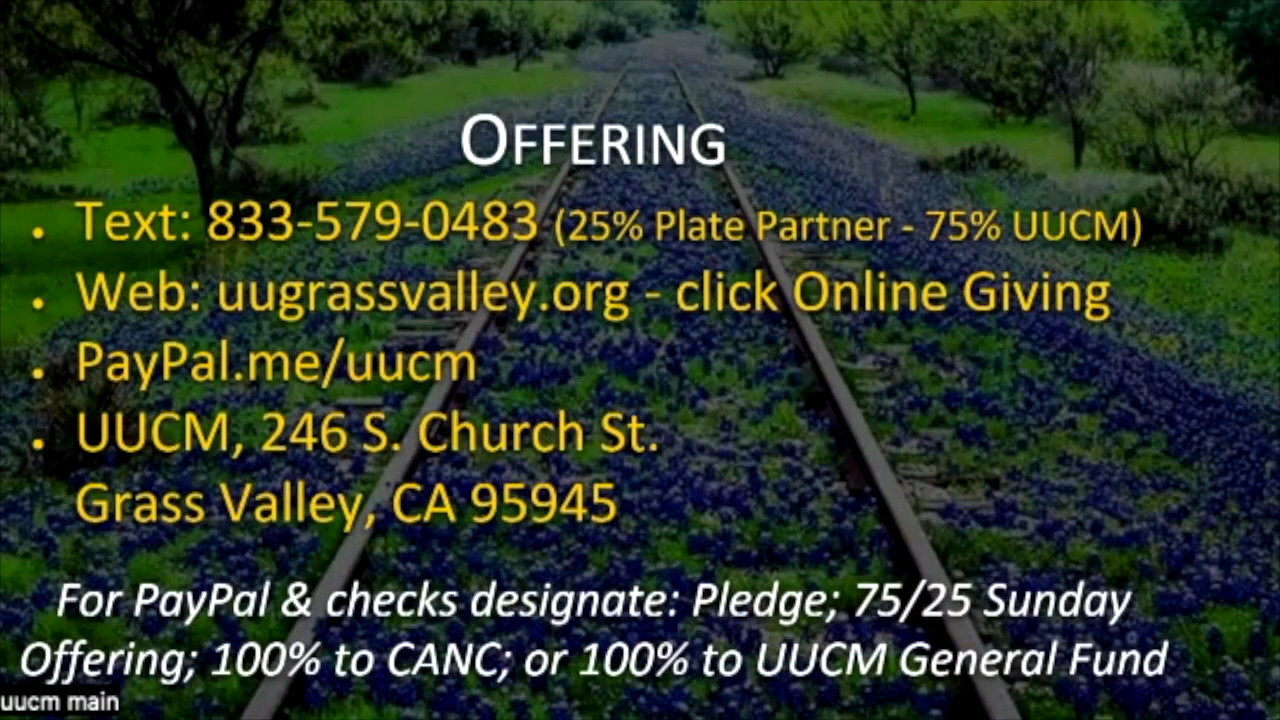 OFFERING
• Text: 833-579-0483 (25% Plate Partner - 75% UUCM)
• Web: uugrassvalley.org - click Online Giving
• PayPal.me/uucm
• UUCM, 246 S. Church St.
Grass Valley, CA 95945
For PayPal & checks designate: Pledge; 75/25 Sunday
Offering; 100% to CANC; or 100% to UUCM General Fund
uucm main